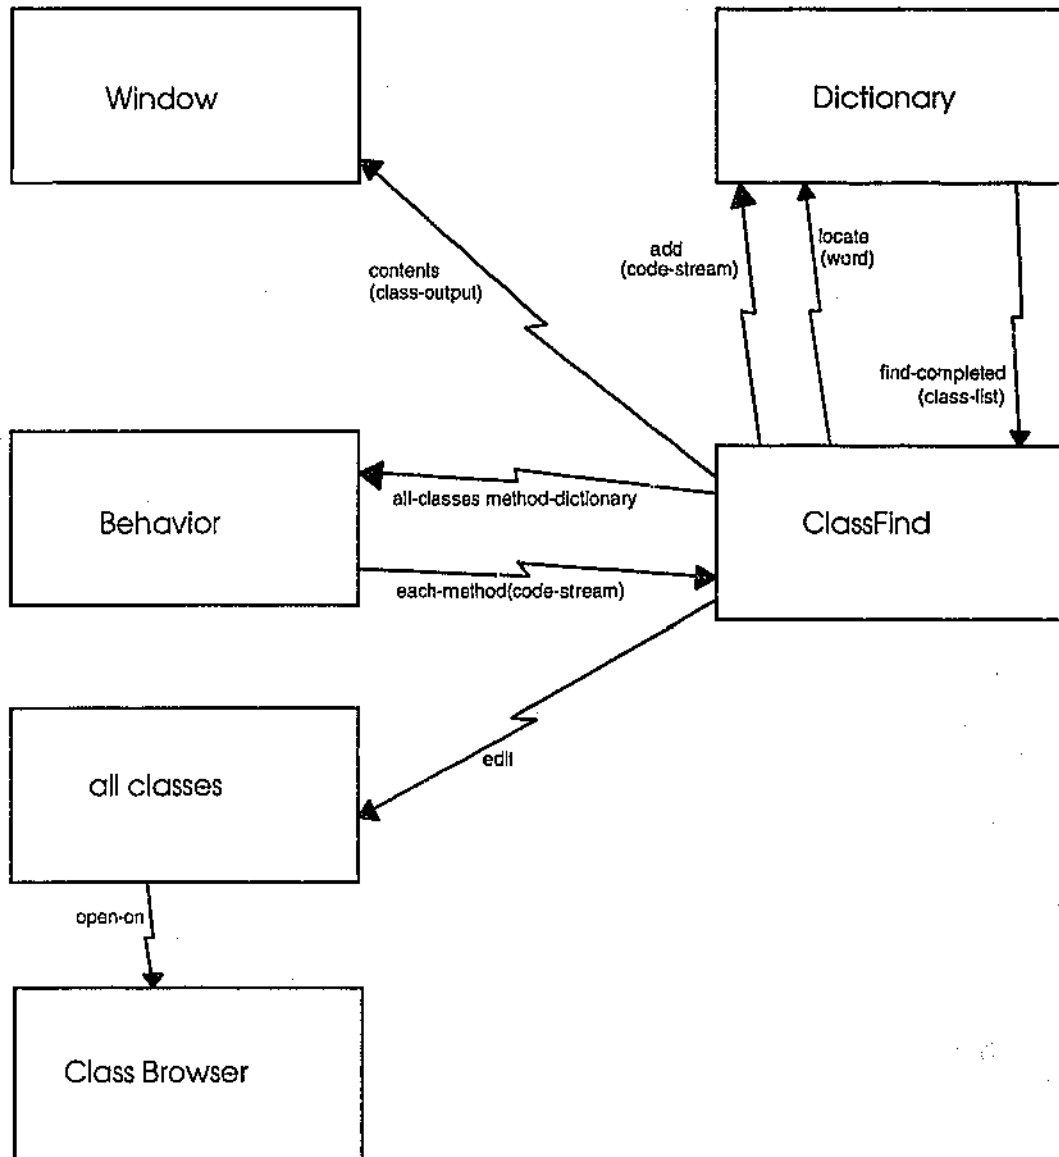 Window
Dictionary
add
(code-stream)
locate
(word)
contents
(class-output)
find-completed
(class-list)
all-classes method-dictionary
Behavior
ClassFind
each-method(code-stream)
edit
all classes
open-on
Class Browser